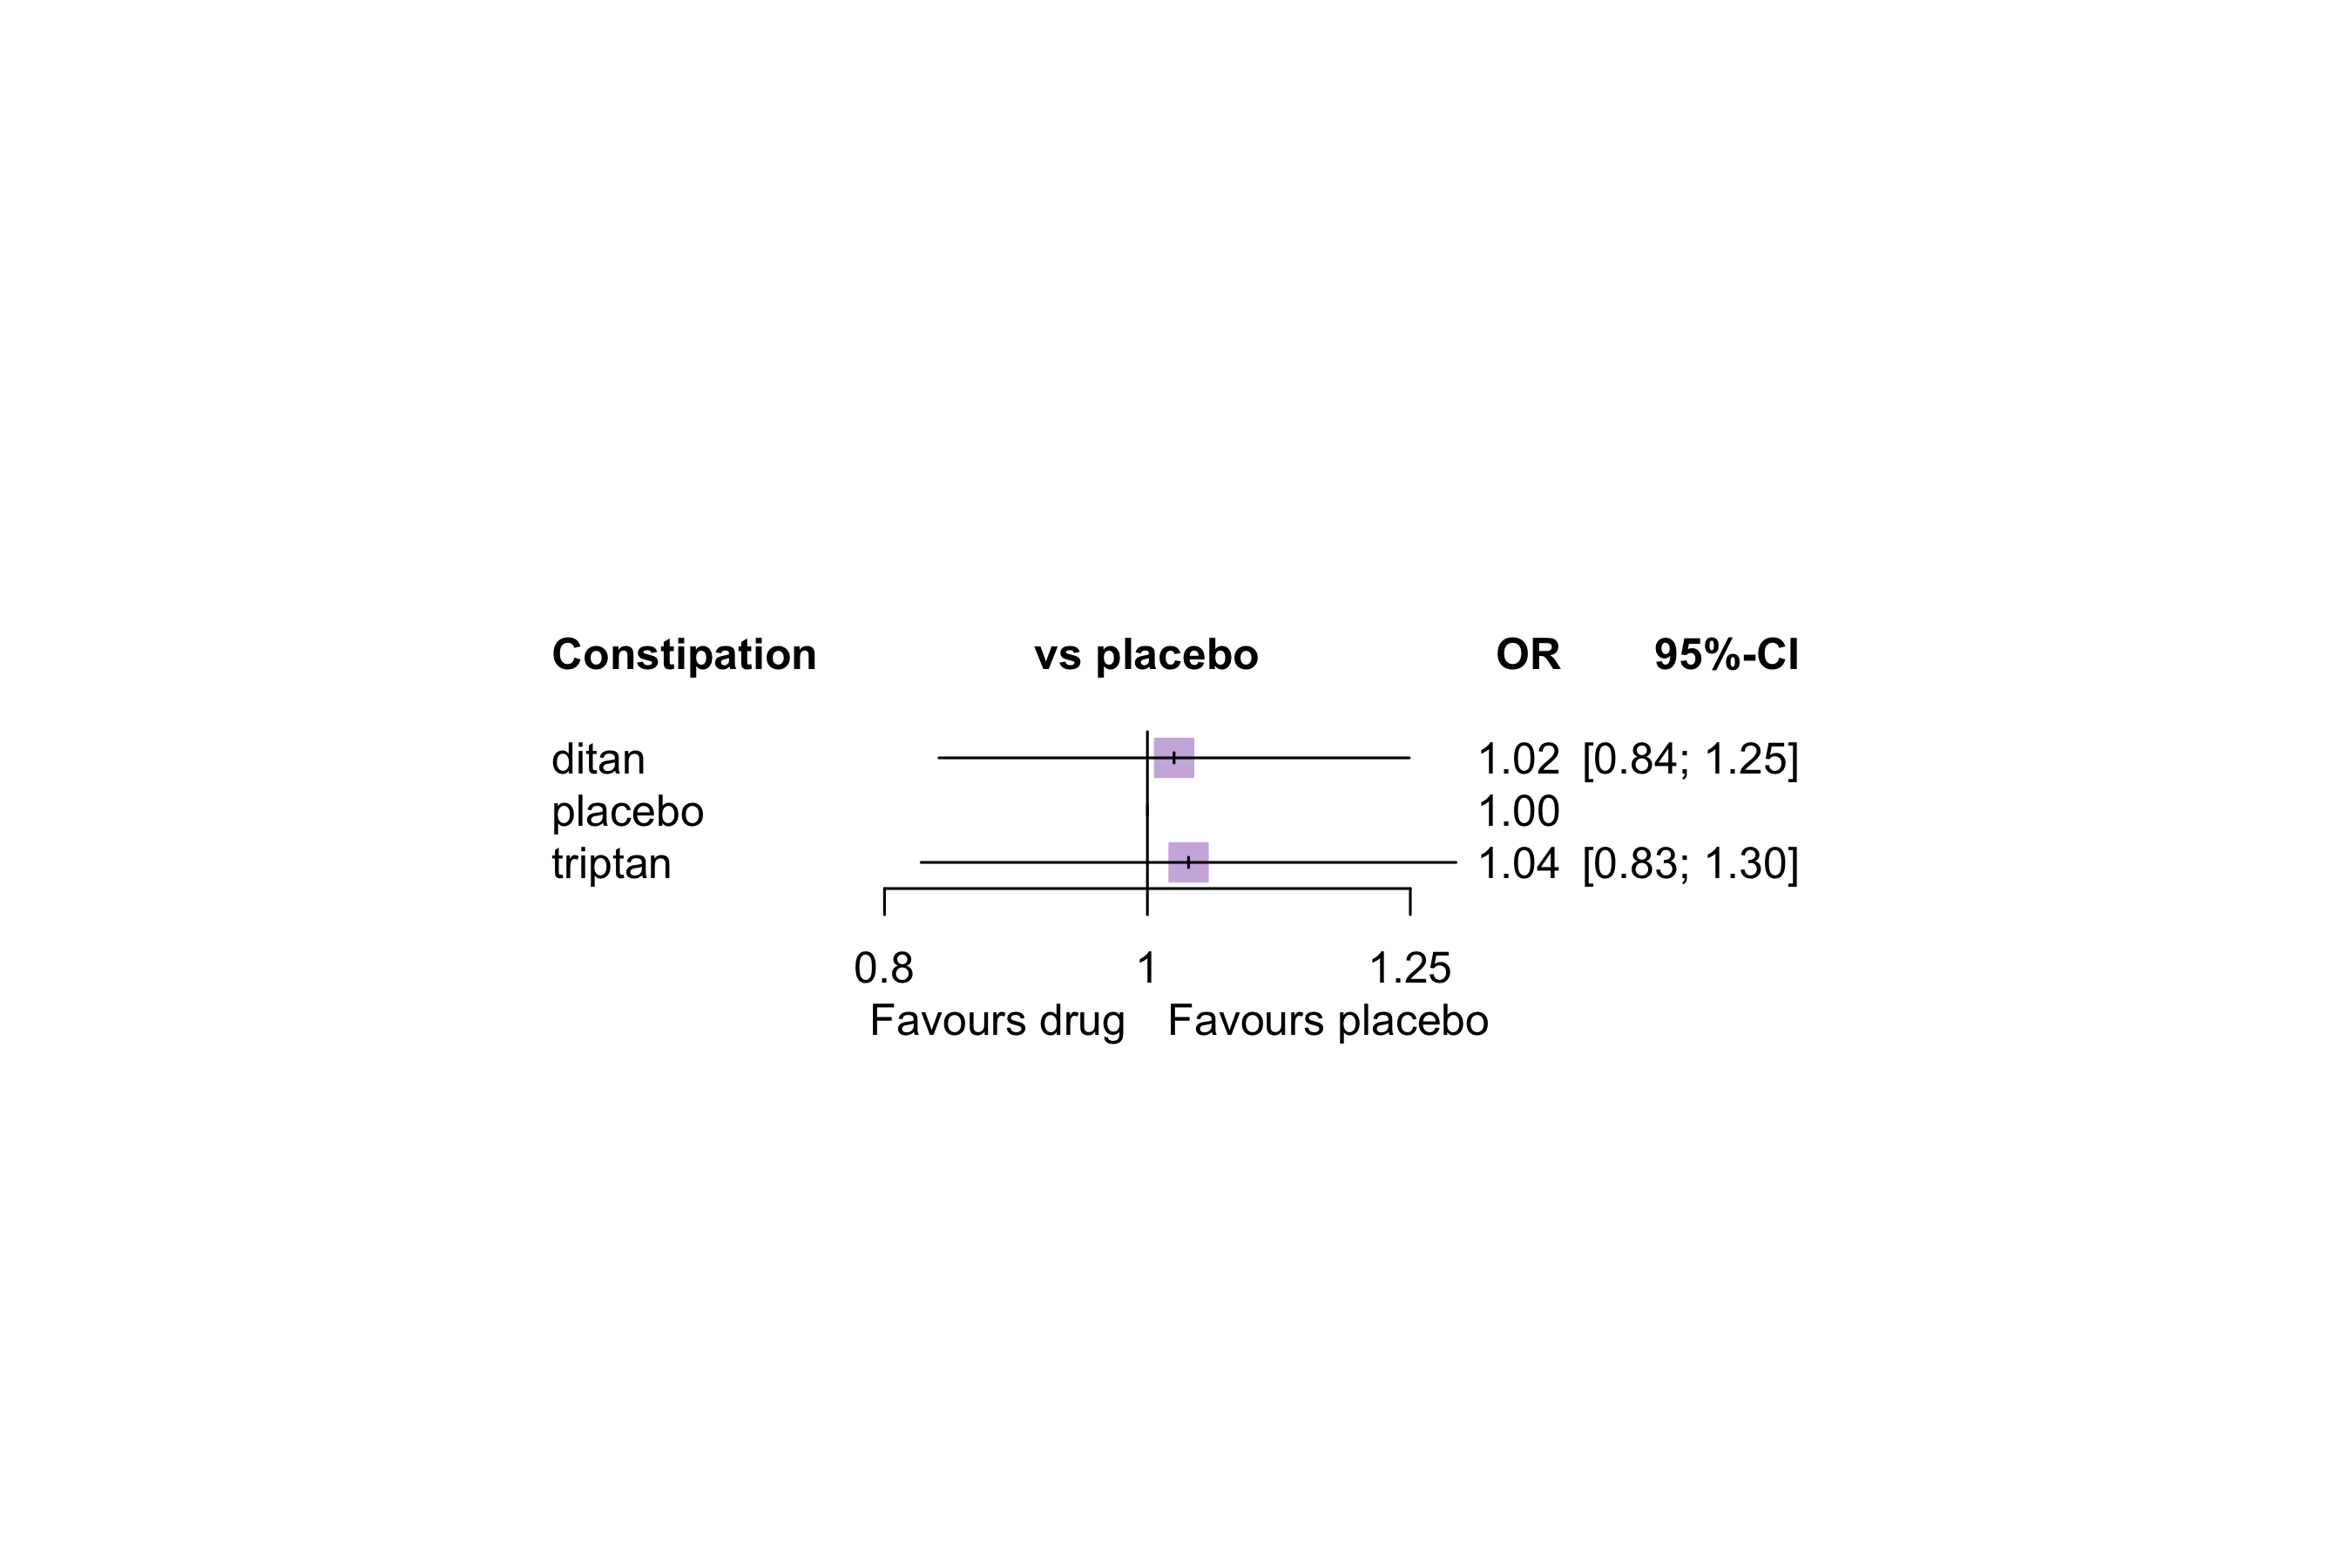 Constipation vs placebo OR 95%-CI
ditan 1.02 [0.84; 1.25]
placebo 1.00
triptan 1.04 [0.83; 1.30]
0.8 1 1.25
Favours drug Favours placebo